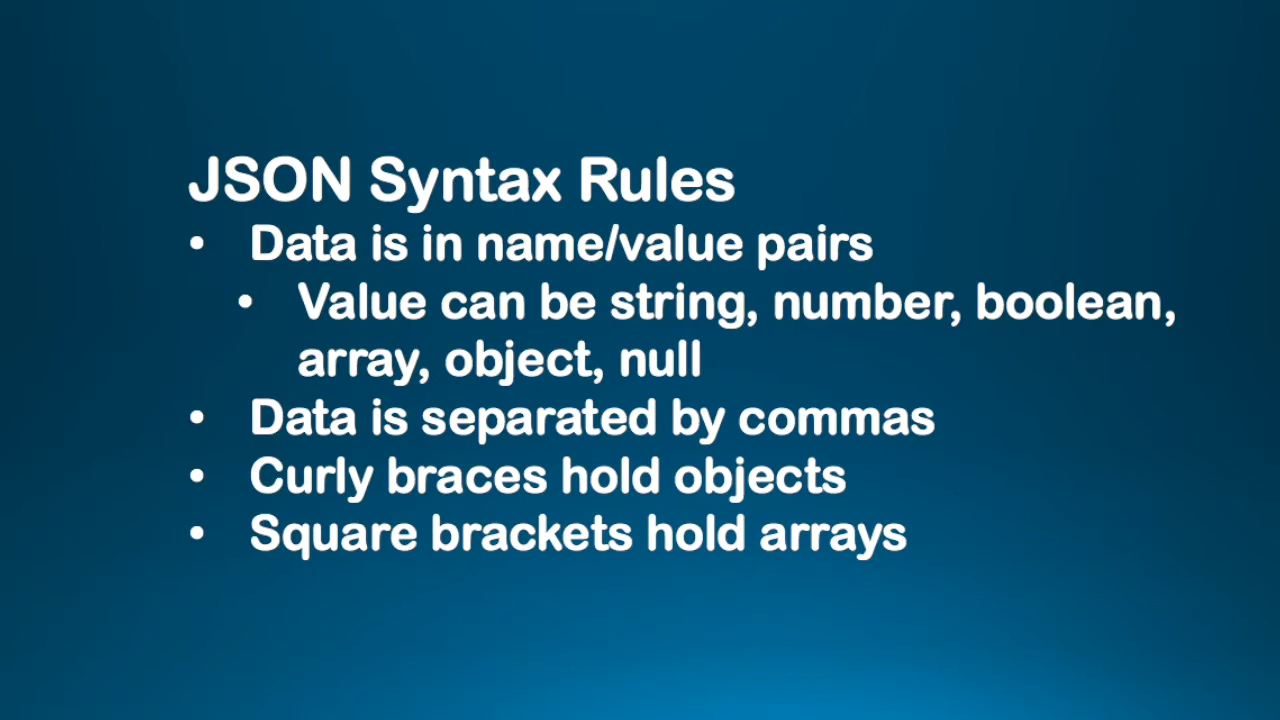 JSON Syntax Rules
• Data is in name/value pairs
• Value can be string, number, boolean,
array, object, null
• Data is separated by commas
• Curly braces hold objects
• Square brackets hold arrays